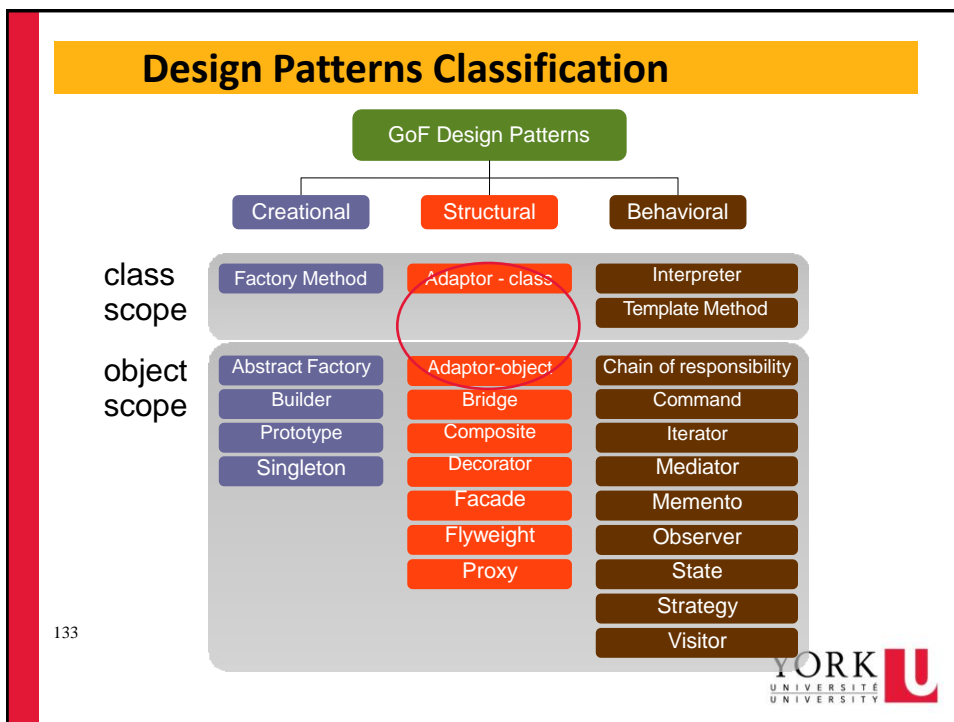 Design Patterns Classification
GoF Design Patterns
Creational
Structural
Behavioral
class
scope
Factory Method
Adaptor - class
Interpreter
Template Method
object
scope
Abstract Factory
Builder
Prototype
Singleton
Adaptor-object
Bridge
Composite
Decorator
Facade
Flyweight
Proxy
Chain of responsibility
Command
Iterator
Mediator
Memento
Observer
State
Strategy
Visitor
133
YORK U
UNIVERSITÉ
UNIVERSITY